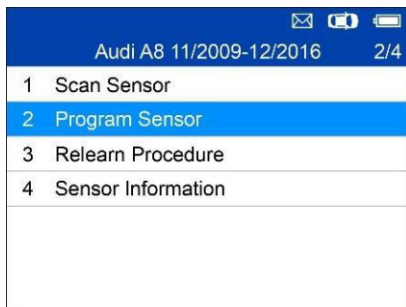 Audi A8 11/2009-12/2016 2/4
1 Scan Sensor
2 Program Sensor
3 Relearn Procedure
4 Sensor Information